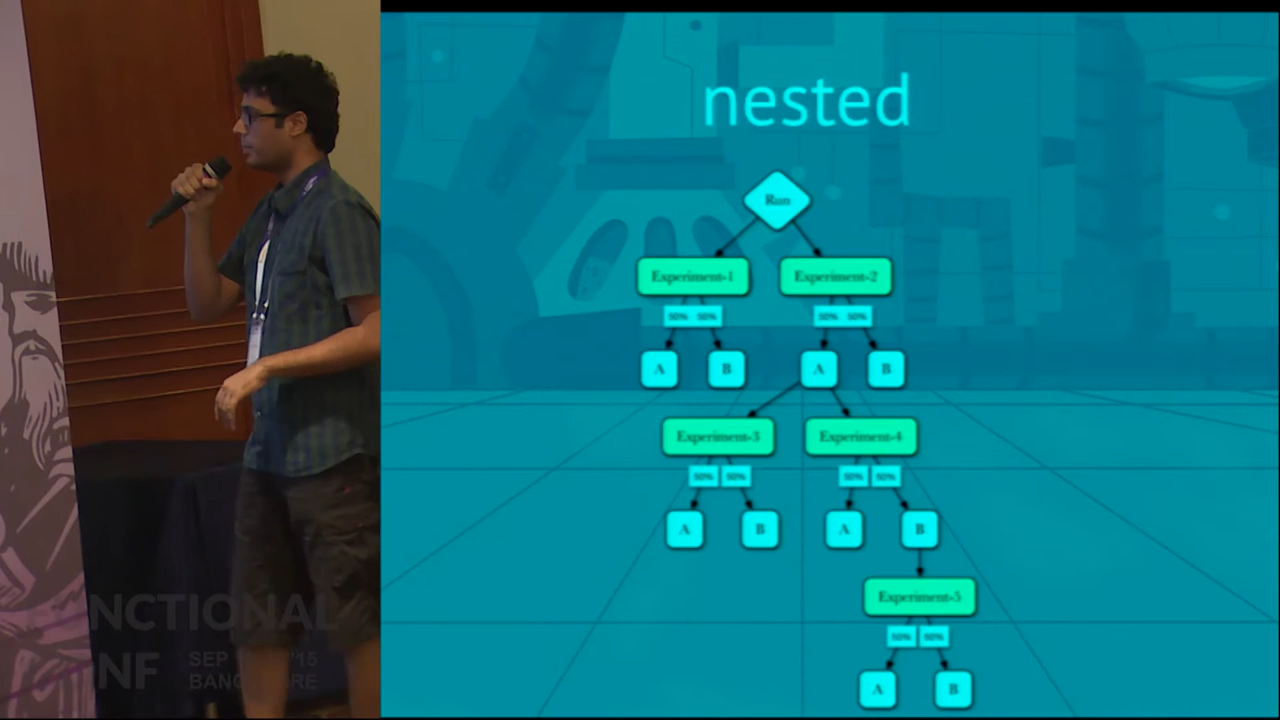 nested
Run
Experiment-1 Experiment-2
50% 50% 50% 50%
A B A B
Experiment-3 Experiment-4
50% 50% 50% 50%
A B A B
Experiment-5
50% 50%
A B
NCTIONAL
NF
SEP '15
BANG RE